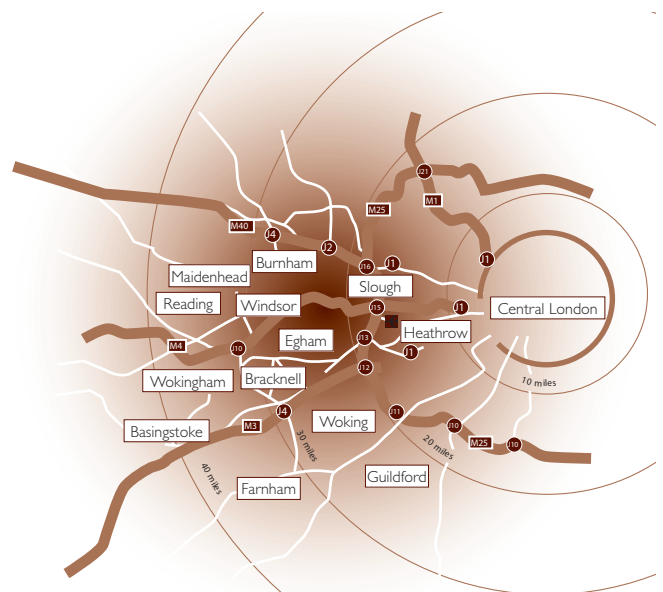 J21
M1
M25
M40
J4
J2
J1
Burnham
J16
J1
Maidenhead
Slough
Reading
Windsor
J15
J1
Central London
Heathrow
Egham
J13
M4
J10
J1
J12
Wokingham
Bracknell
10 miles
J4
J11
Woking
M3
Basingstoke
J10
M25
J10
30 miles
20 miles
40 miles
Guildford
Farnham